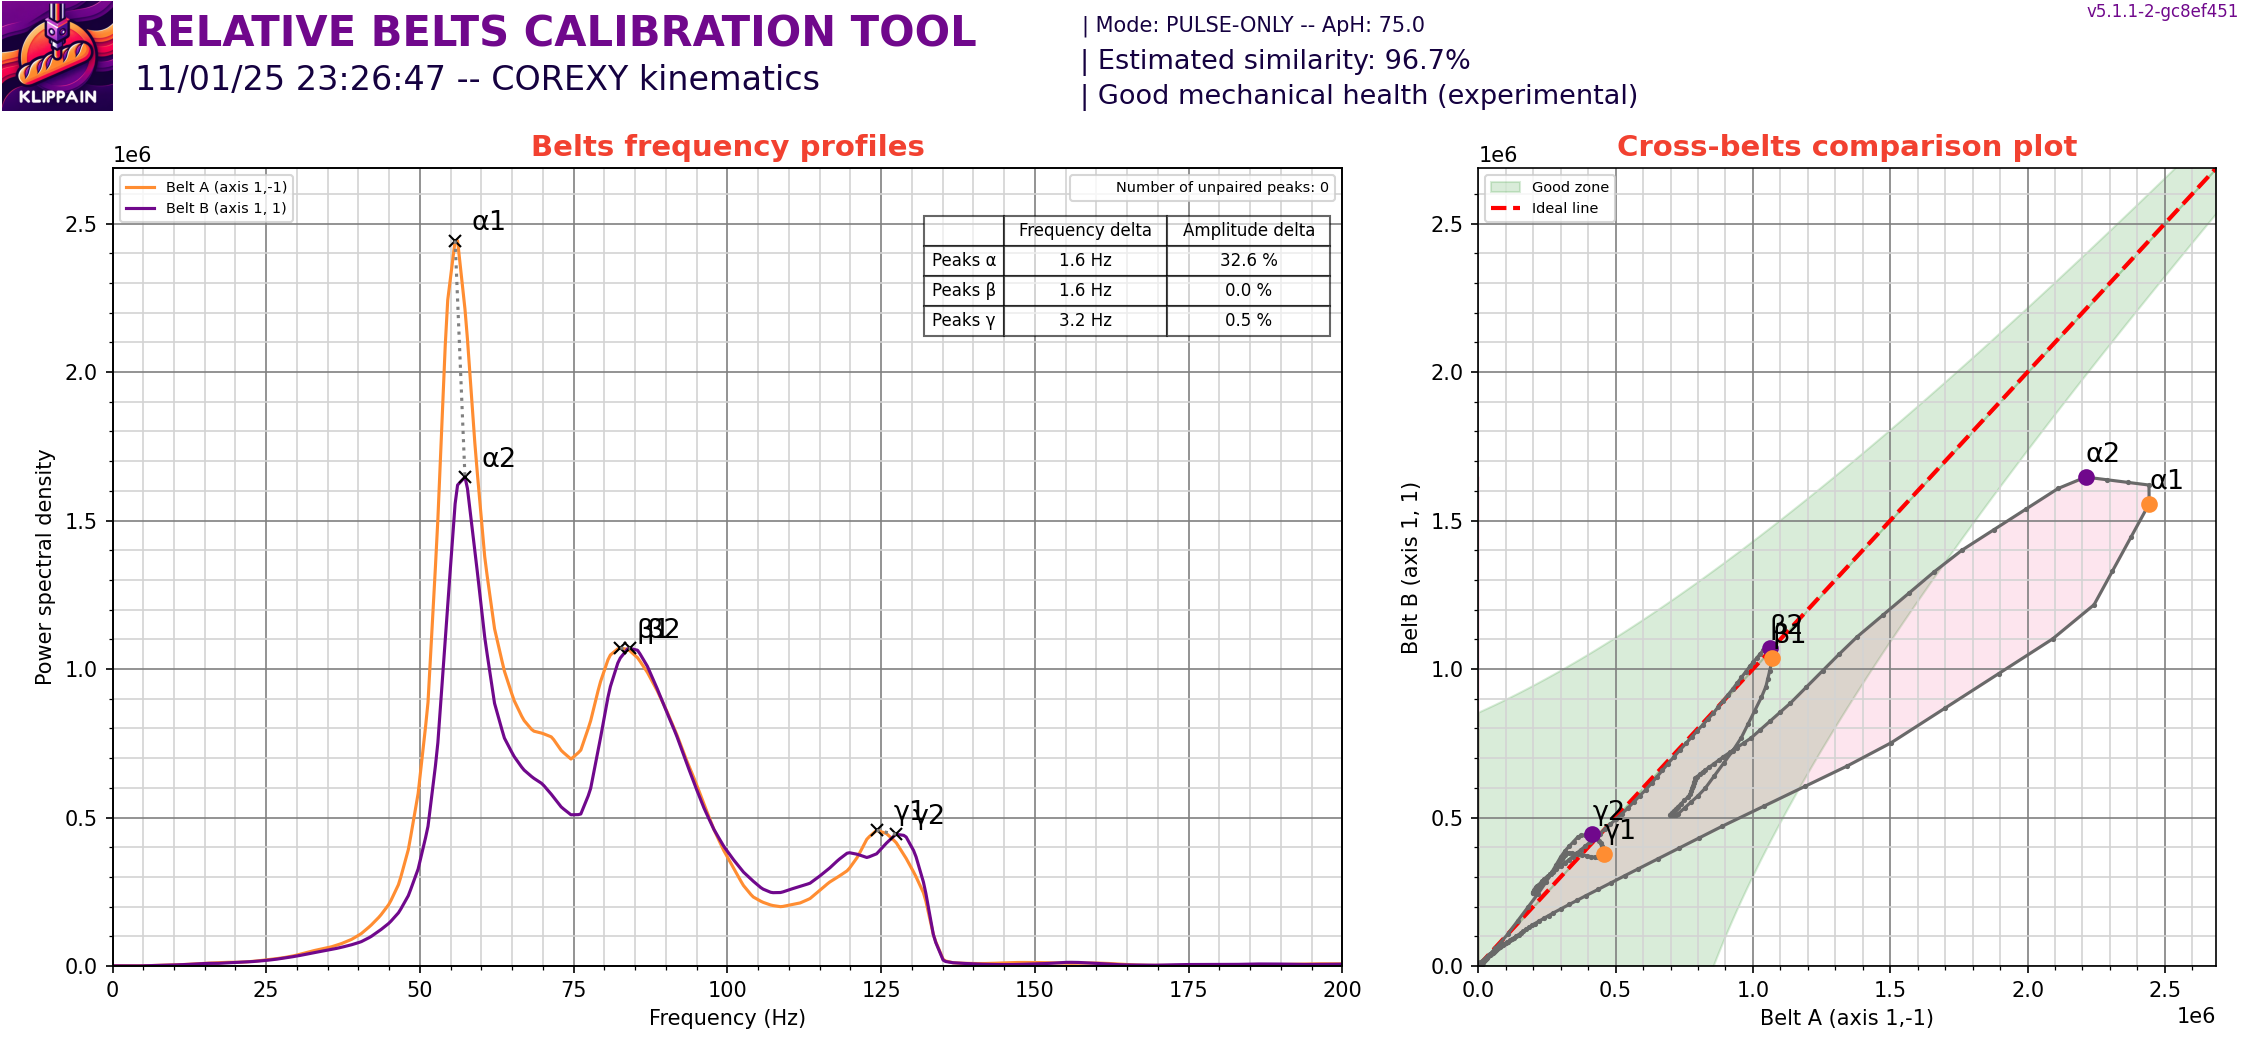 KLIPPAIN
RELATIVE BELTS CALIBRATION TOOL
11/01/25 23:26:47 -- COREXY kinematics
| Mode: PULSE-ONLY -- ApH: 75.0
| Estimated similarity: 96.7%
| Good mechanical health (experimental)
v5.1.1-2-gc8ef451
Belts frequency profiles
1e6
Belt A (axis 1,-1)
Belt B (axis 1, 1)
Number of unpaired peaks: 0
Frequency delta Amplitude delta
Peaks α 1.6 Hz 32.6 %
Peaks β 1.6 Hz 0.0 %
Peaks γ 3.2 Hz 0.5 %
α1
α2
β1 β2
γ1 γ2
2.5
2.0
1.5
1.0
0.5
0.0
Power spectral density
0 25 50 75 100 125 150 175 200
Frequency (Hz)
Cross-belts comparison plot
1e6
Good zone
Ideal line
α2
α1
β2
β1
γ2
γ1
2.5
2.0
1.5
1.0
0.5
0.0
Belt B (axis 1, 1)
0.0 0.5 1.0 1.5 2.0 2.5
Belt A (axis 1,-1)
1e6